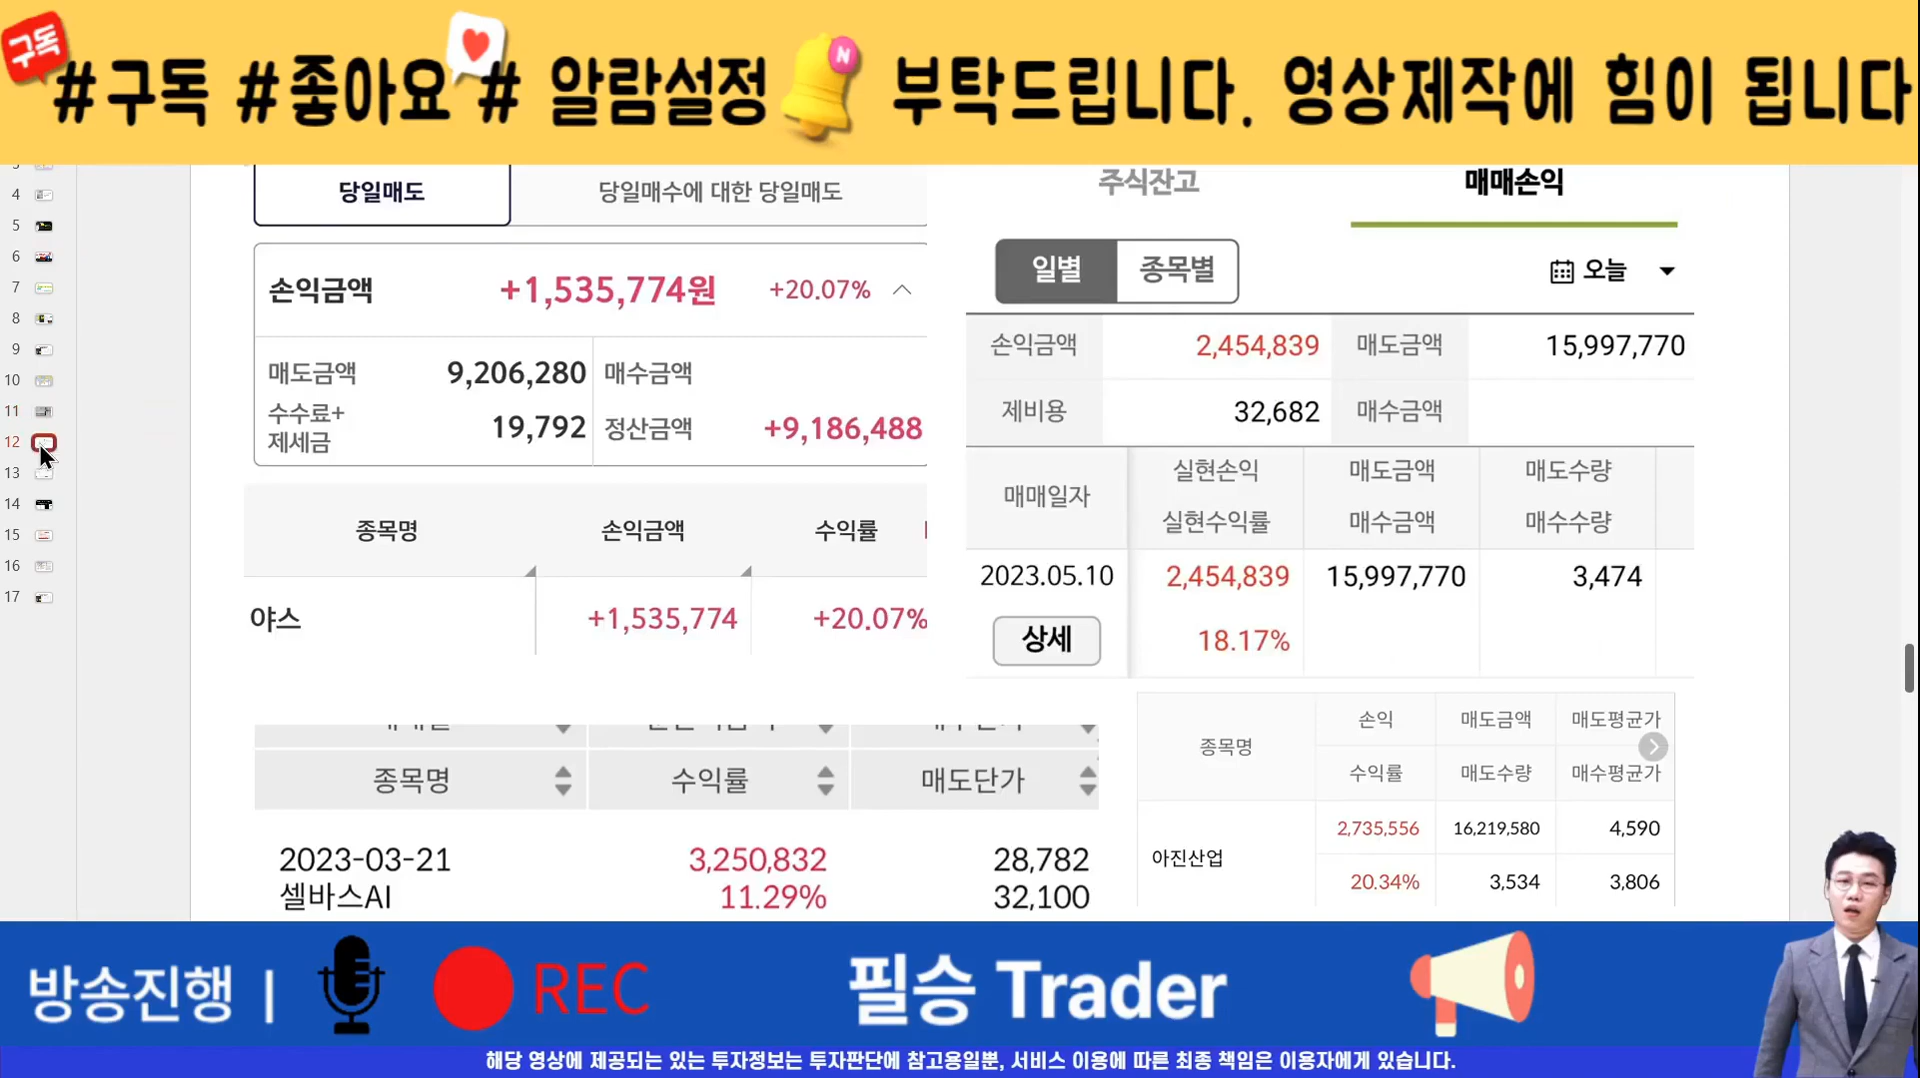 구독
#구독 #좋아요 # 알람설정 N 부탁드립니다. 영상제작에 힘이 됩니다
4
5
6
7
8
9
10
11
12
13
14
15
16
17
당일매도
당일매수에 대한 당일매도
손익금액 +1,535,774원 +20.07%
매도금액 9,206,280 매수금액
수수료+
제세금 19,792 정산금액 +9,186,488
종목명 손익금액 수익률
야스 +1,535,774 +20.07%
주식잔고 매매손익
일별 종목별 오늘
손익금액 2,454,839 매도금액 15,997,770
제비용 32,682 매수금액
매매일자 실현손익 매도금액 매도수량
실현수익률 매수금액 매수수량
2023.05.10 2,454,839 15,997,770 3,474
상세 18.17%
종목명 수익률 매도단가
2023-03-21 3,250,832 28,782
셀바스AI 11.29% 32,100
종목명 손익 매도금액 매도평균가
수익률 매도수량 매수평균가
아진산업 2,735,556 16,219,580 4,590
20.34% 3,534 3,806
방송진행 | REC 필승 Trader
해당 영상에 제공되는 있는 투자정보는 투자판단에 참고용일뿐, 서비스 이용에 따른 최종 책임은 이용자에게 있습니다.